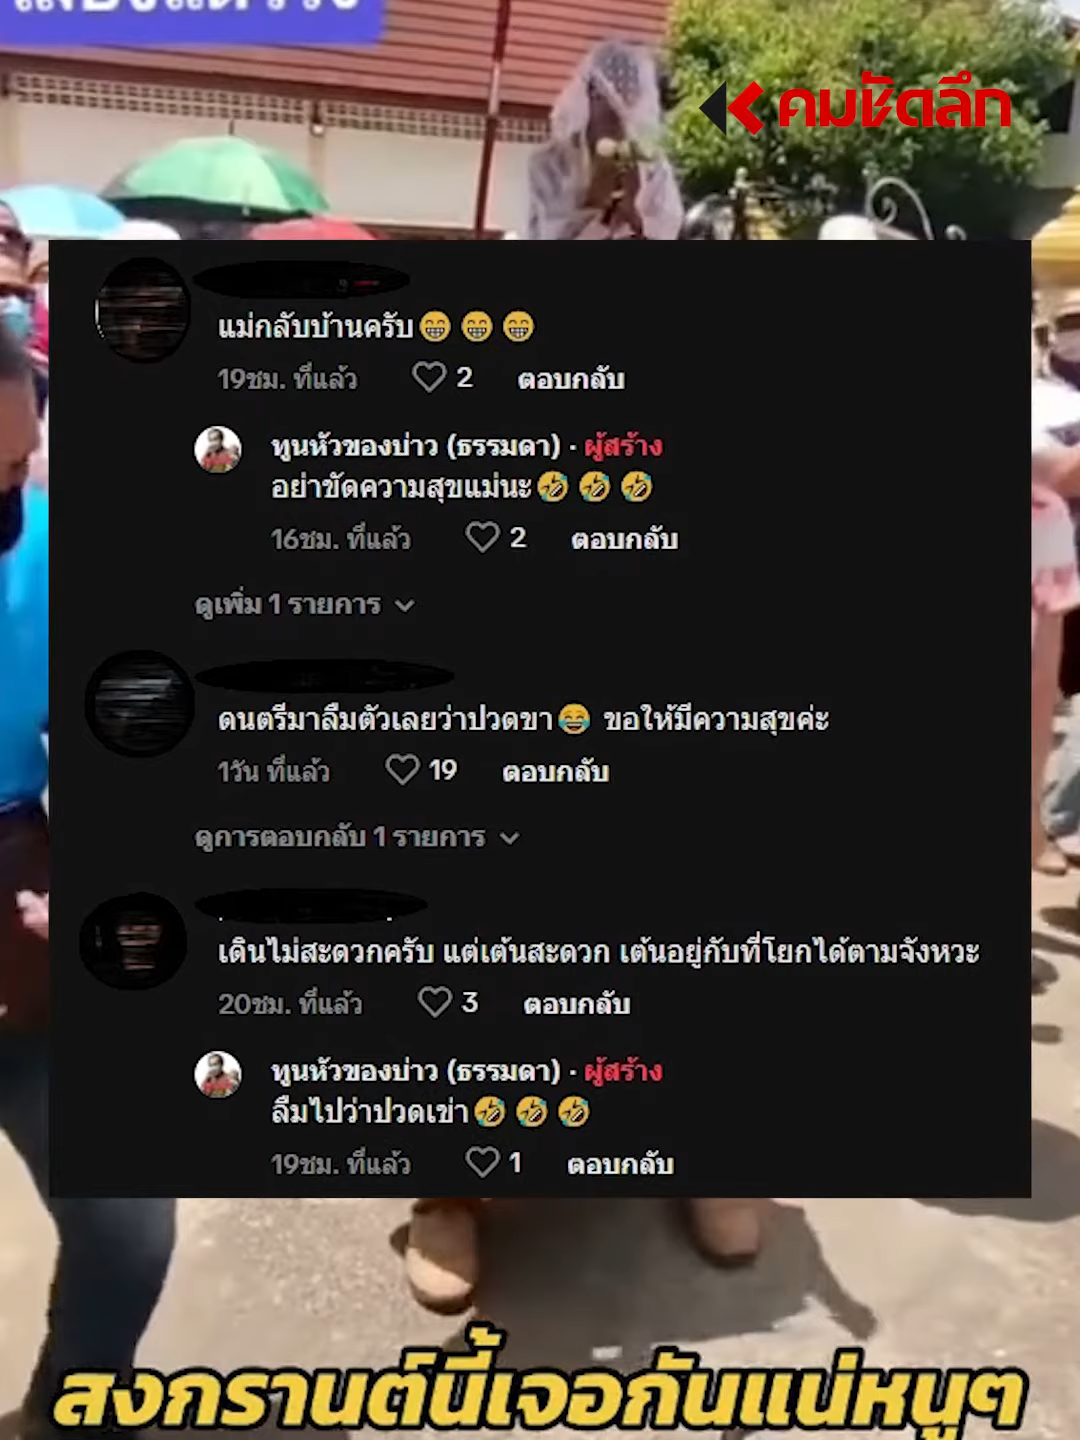 คมชัดลึก
แม่กลับบ้านครับ😁😁😁
19ชม. ที่แล้ว 2 ตอบกลับ
ทูนหัวของบ่าว (ธรรมดา) · ผู้สร้าง
อย่าขัดความสุขแม่นะ🤣🤣🤣
16ชม. ที่แล้ว 2 ตอบกลับ
ดูเพิ่ม 1 รายการ
ดนตรีมาลืมตัวเลยว่าปวดขา😂 ขอให้มีความสุขค่ะ
1วัน ที่แล้ว 19 ตอบกลับ
ดูการตอบกลับ 1 รายการ
เดินไม่สะดวกครับ แต่เต้นสะดวก เต้นอยู่กับที่โยกได้ตามจังหวะ
20ชม. ที่แล้ว 3 ตอบกลับ
ทูนหัวของบ่าว (ธรรมดา) · ผู้สร้าง
ลืมไปว่าปวดเข่า🤣🤣🤣
19ชม. ที่แล้ว 1 ตอบกลับ
สงกรานต์นี้เจอกันแน่หนูๆ